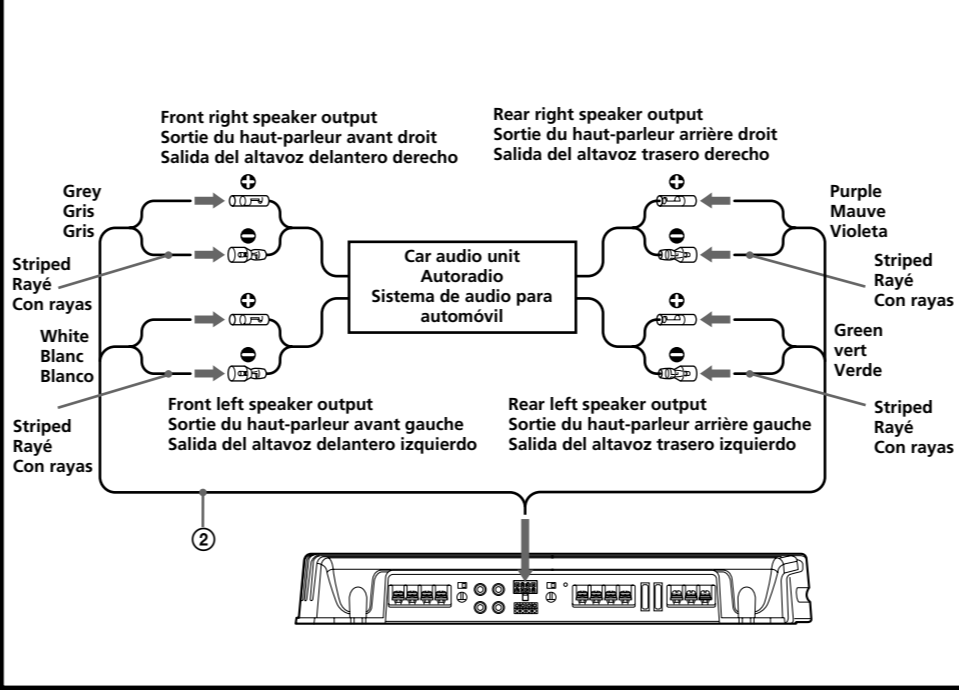 Front right speaker output
Sortie du haut-parleur avant droit
Salida del altavoz delantero derecho
Rear right speaker output
Sortie du haut-parleur arrière droit
Salida del altavoz trasero derecho
Grey
Gris
Gris
Purple
Mauve
Violeta
Striped
Rayé
Con rayas
Car audio unit
Autoradio
Sistema de audio para
automóvil
Striped
Rayé
Con rayas
White
Blanc
Blanco
Green
vert
Verde
Striped
Rayé
Con rayas
Front left speaker output
Sortie du haut-parleur avant gauche
Salida del altavoz delantero izquierdo
Rear left speaker output
Sortie du haut-parleur arrière gauche
Salida del altavoz trasero izquierdo
Striped
Rayé
Con rayas
②